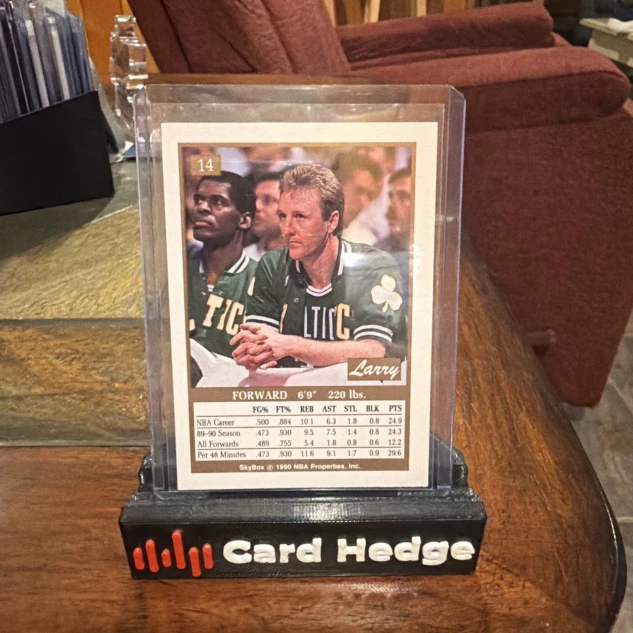 14
TIC
LTIC
Larry
FORWARD 6'9" 220 lbs.
FG% FT% REB AST STL BLK PTS
NBA Career .500 .884 10.1 6.3 1.8 0.8 24.9
89-90 Season .473 .930 9.5 7.5 1.4 0.8 24.3
All Forwards .489 .755 5.4 1.8 0.8 0.6 12.2
Per 48 Minutes .473 .930 11.6 9.1 1.7 0.9 29.6
SkyBox © 1990 NBA Properties, Inc.
Card Hedge